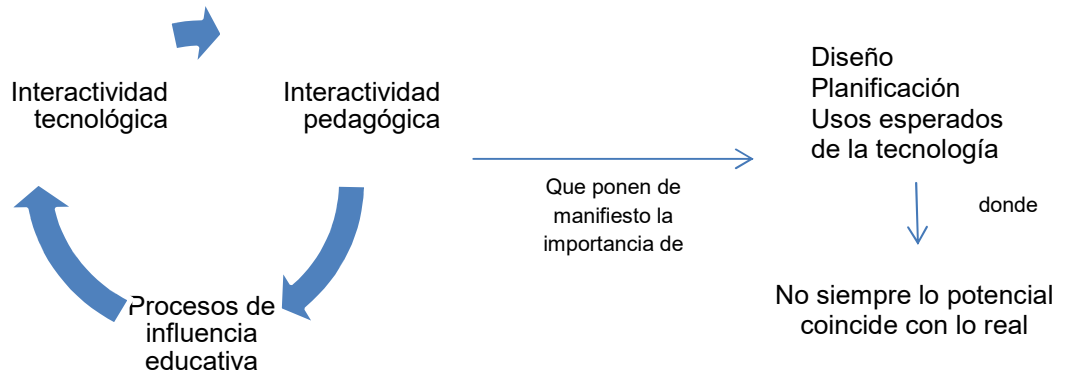 Interactividad
tecnológica
Interactividad
pedagógica
Procesos de
influencia
educativa
Que ponen de
manifiesto la
importancia de
Diseño
Planificación
Usos esperados
de la tecnología
donde
No siempre lo potencial
coincide con lo real